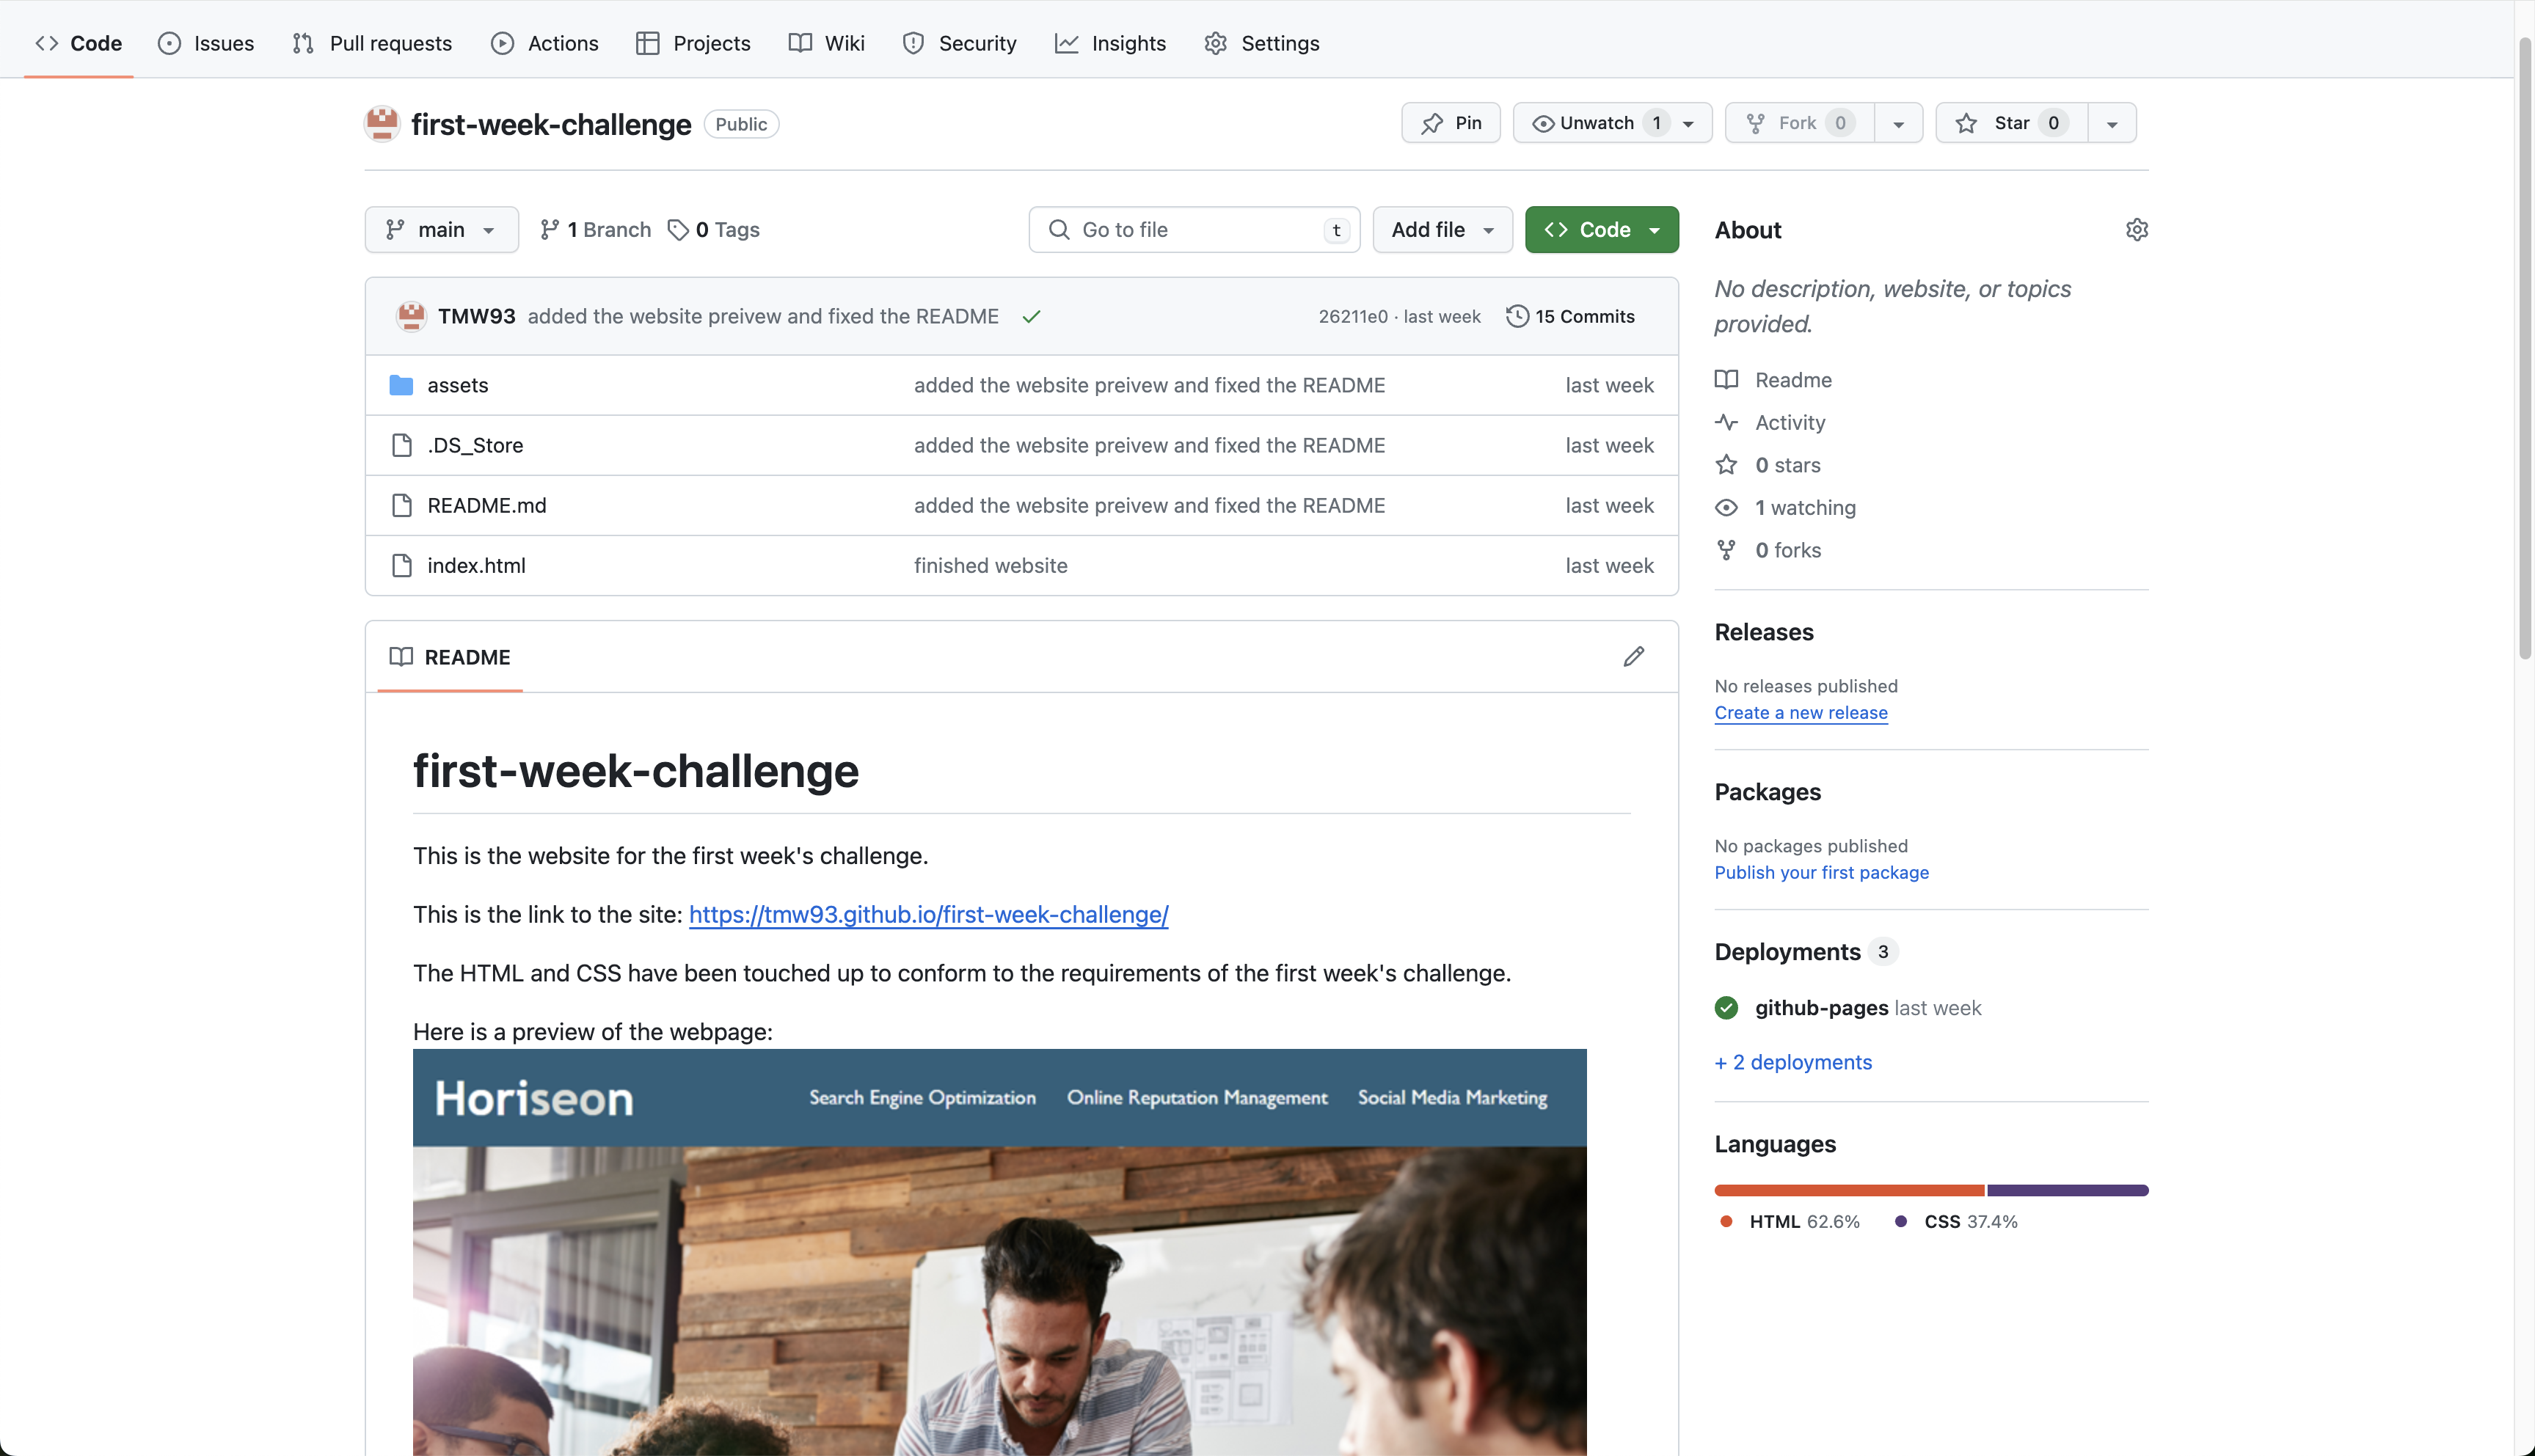 Code Issues Pull requests Actions Projects Wiki Security Insights Settings
first-week-challenge Public Pin Unwatch 1 Fork 0 Star 0
main 1 Branch 0 Tags Go to file t Add file Code
TMW93 added the website preivew and fixed the README 26211e0 · last week 15 Commits
assets added the website preivew and fixed the README last week
.DS_Store added the website preivew and fixed the README last week
README.md added the website preivew and fixed the README last week
index.html finished website last week
README
first-week-challenge
This is the website for the first week's challenge.
This is the link to the site: https://tmw93.github.io/first-week-challenge/
The HTML and CSS have been touched up to conform to the requirements of the first week's challenge.
Here is a preview of the webpage:
Horiseon Search Engine Optimization Online Reputation Management Social Media Marketing
About
No description, website, or topics
provided.
Readme
Activity
0 stars
1 watching
0 forks
Releases
No releases published
Create a new release
Packages
No packages published
Publish your first package
Deployments 3
github-pages last week
+ 2 deployments
Languages
HTML 62.6% CSS 37.4%